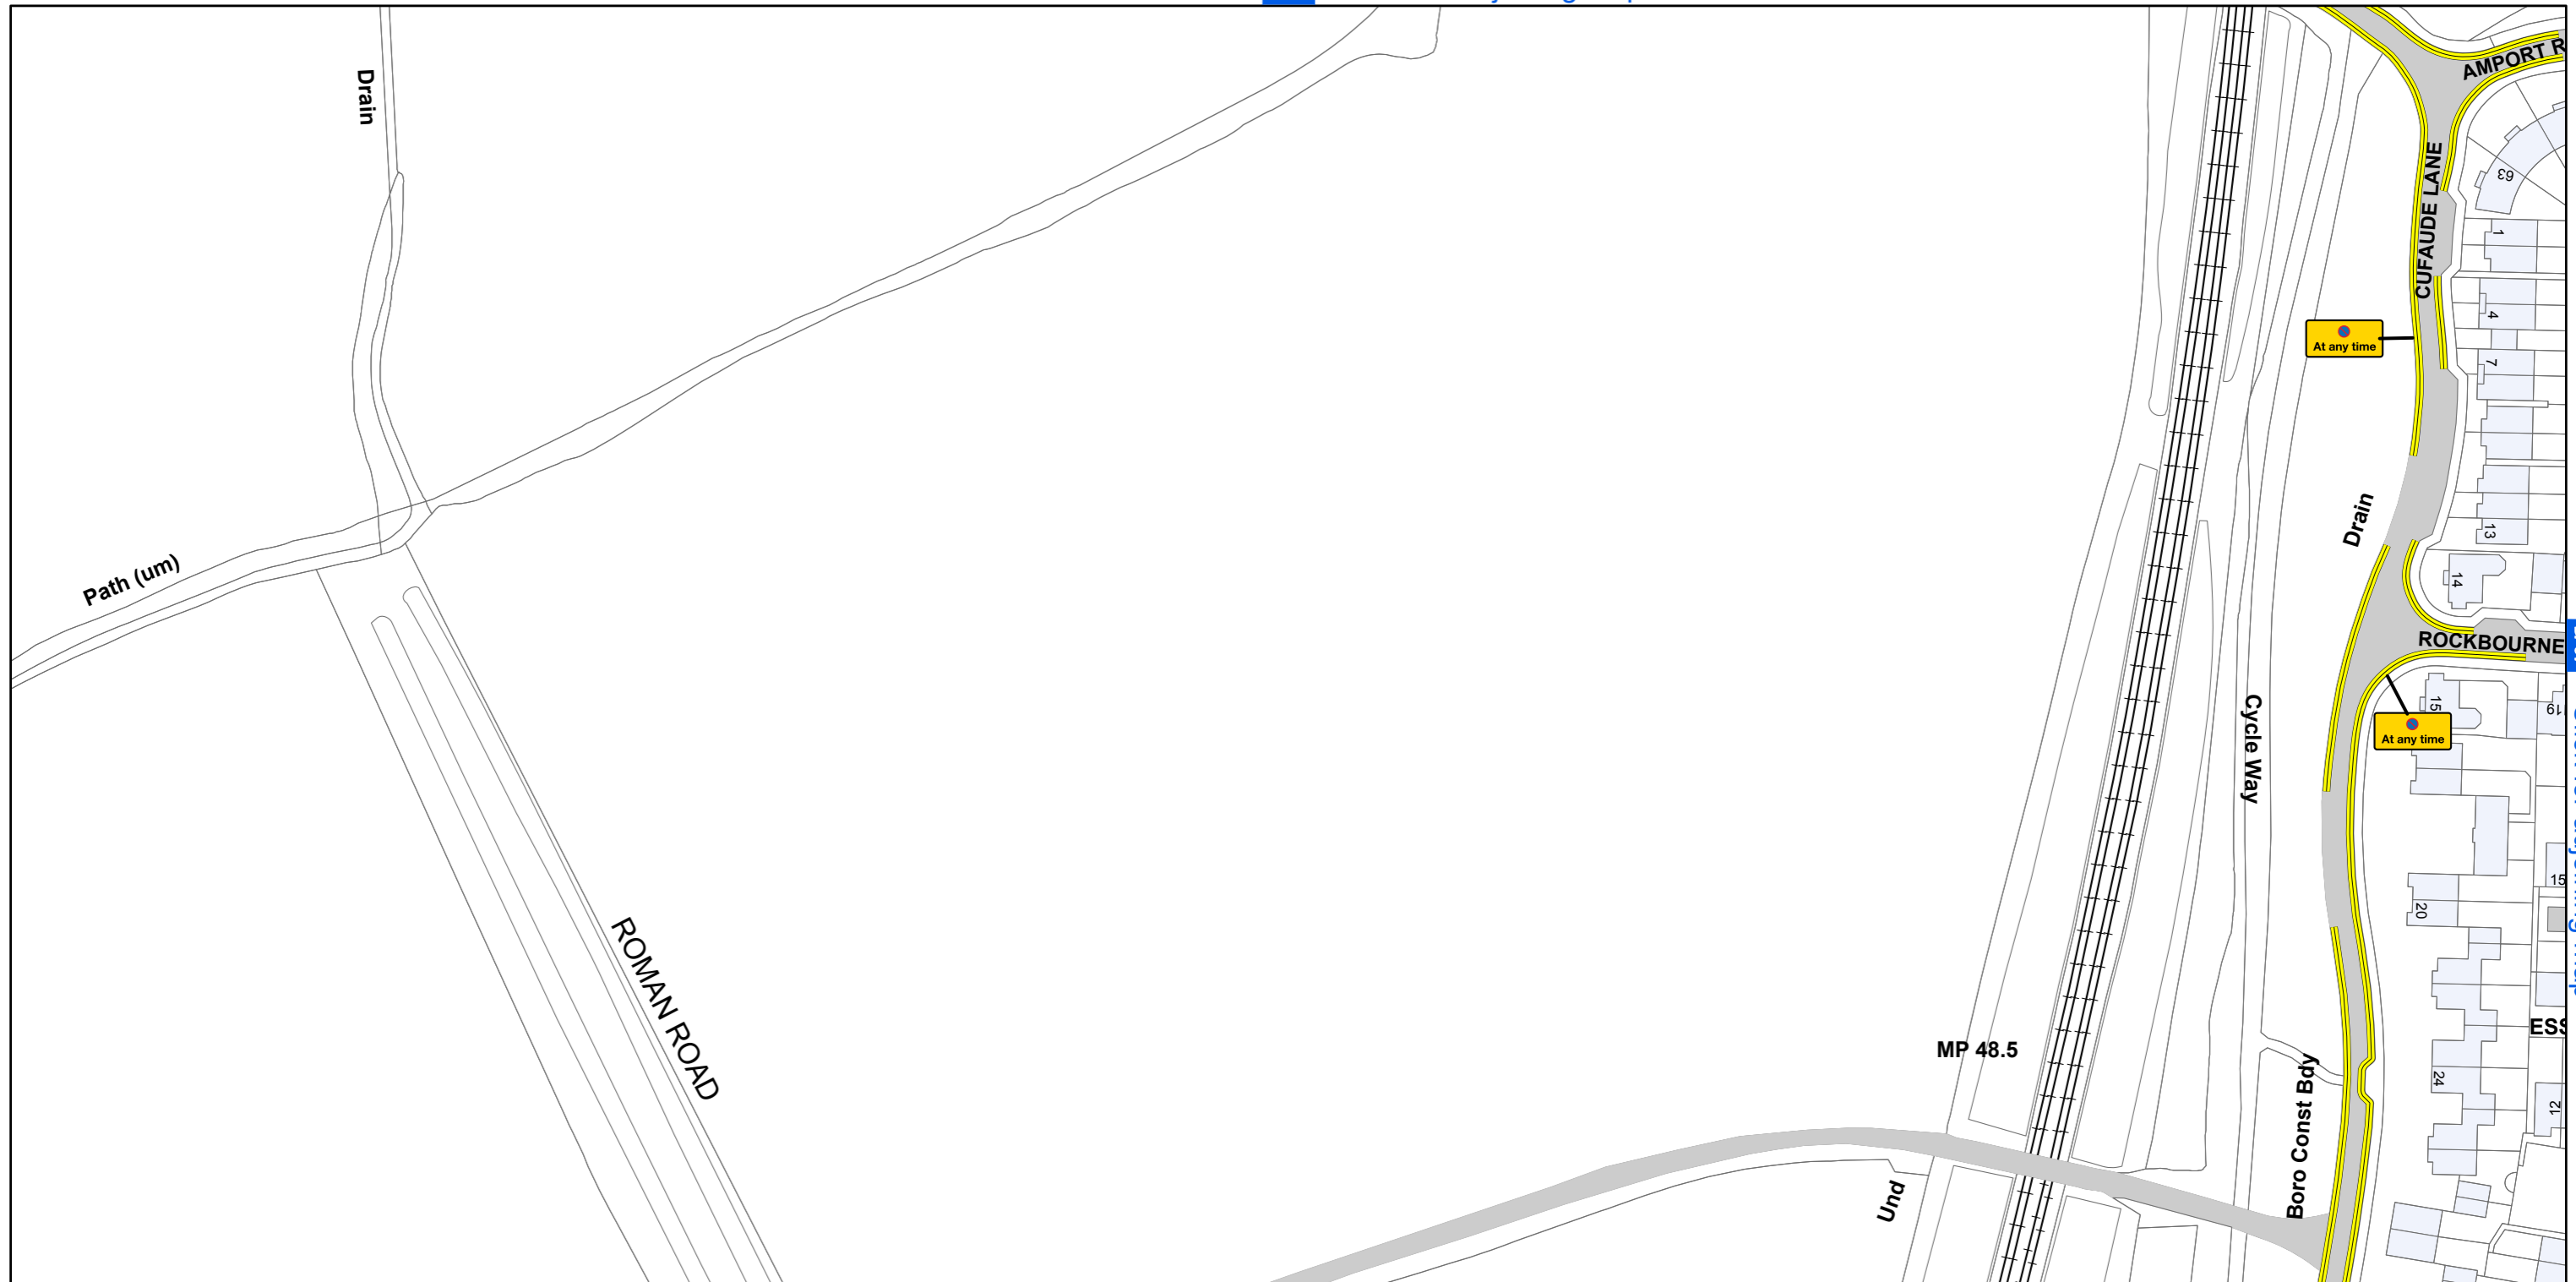 Drain
AMPORT R
CUFAUDE LANE
63
1
4
At any time
7
Drain
13
Path (um)
14
ROCKBOURNE
15
19
At any time
Cycle Way
15
20
ROMAN ROAD
ESS
MP 48.5
24
12
Boro Const Bdy
Und